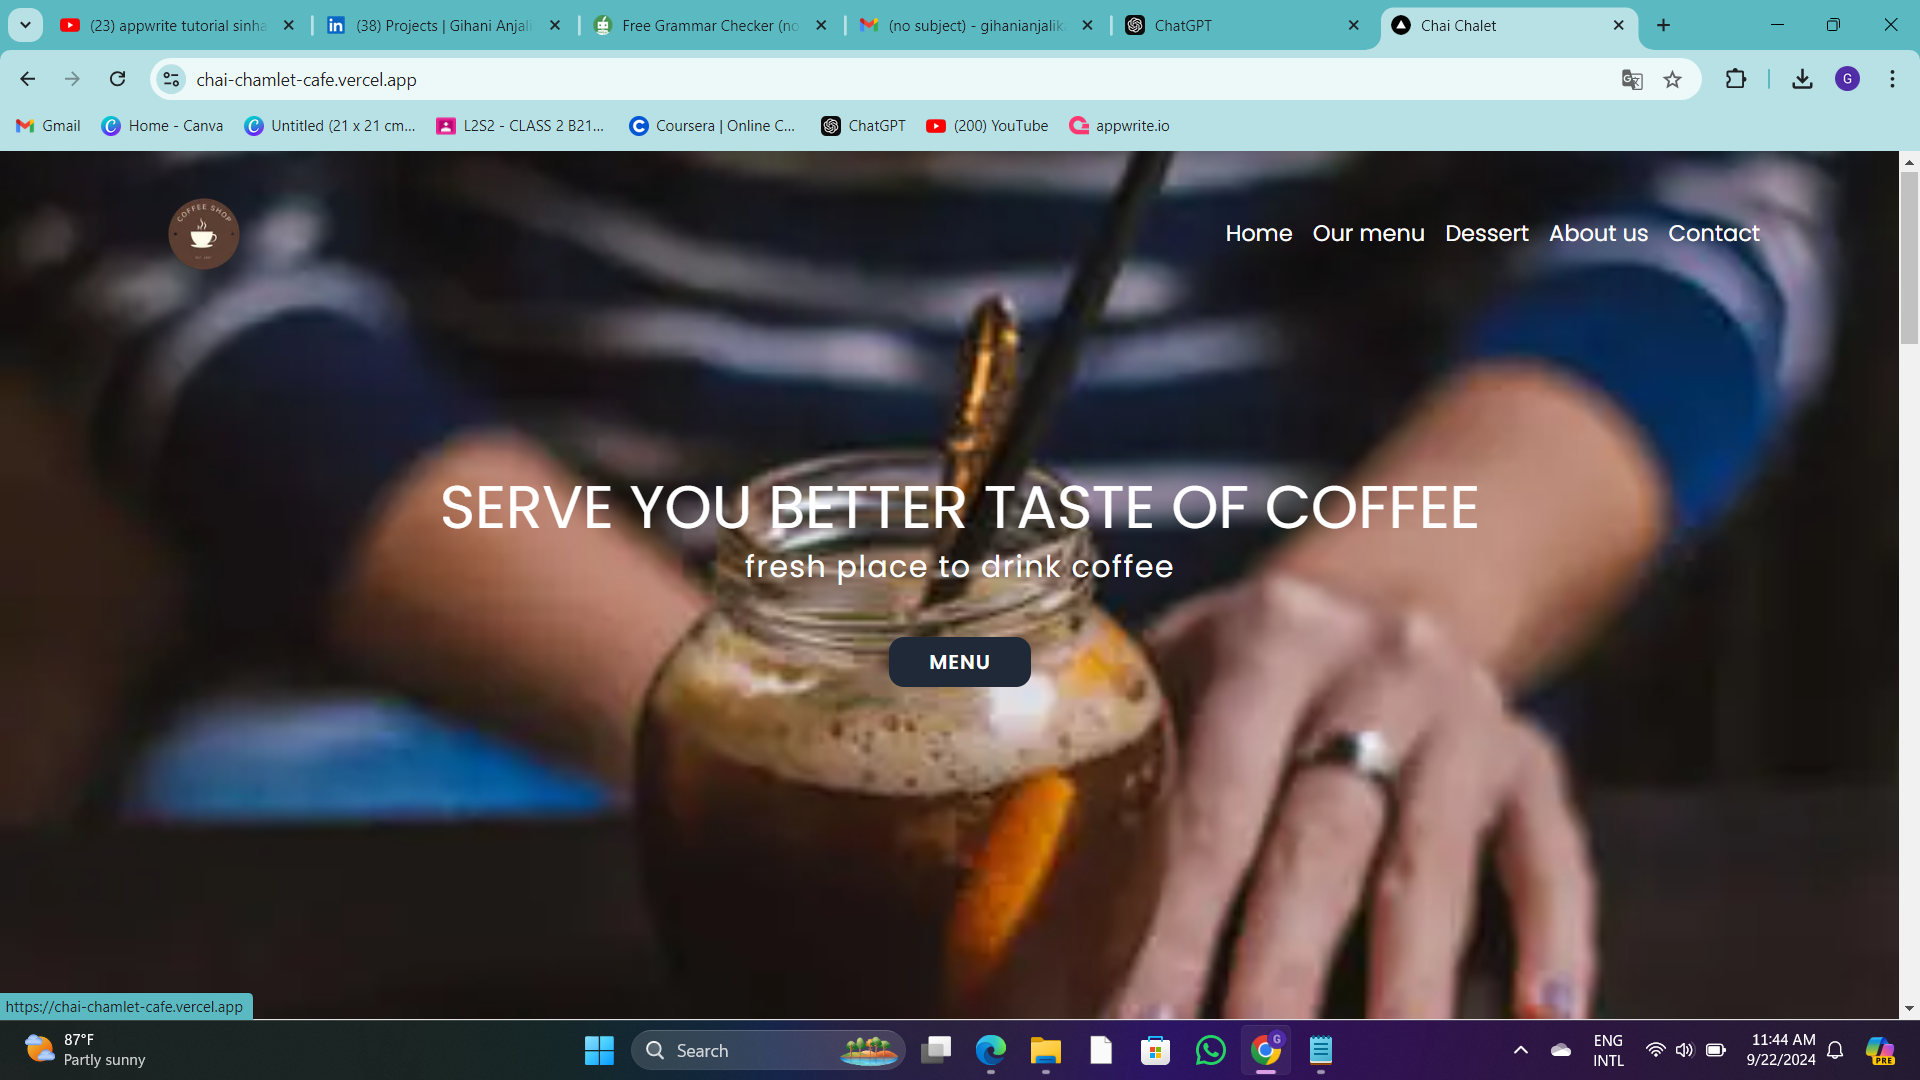 (23) appwrite tutorial sinha
(38) Projects | Gihani Anjali
Free Grammar Checker (no
(no subject) - gihanianjalik
ChatGPT
Chai Chalet
chai-chamlet-cafe.vercel.app
G
Gmail
Home - Canva
Untitled (21 x 21 cm...
L2S2 - CLASS 2 B21...
Coursera | Online C...
ChatGPT
(200) YouTube
appwrite.io
COFFEE SHOP
Home
Our menu
Dessert
About us
Contact
SERVE YOU BETTER TASTE OF COFFEE
fresh place to drink coffee
MENU
https://chai-chamlet-cafe.vercel.app
87°F
Partly sunny
Search
ENG
INTL
11:44 AM
9/22/2024
PRE